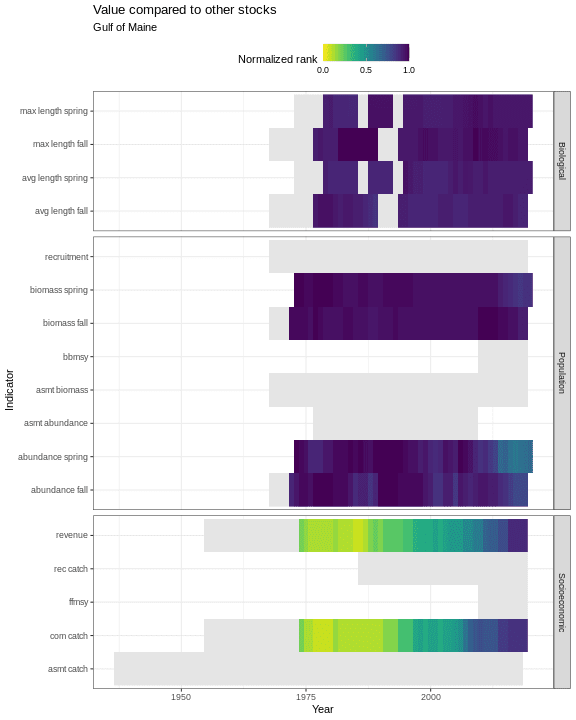 Value compared to other stocks
Gulf of Maine
Normalized rank
0.0 0.5 1.0
max length spring
max length fall
avg length spring
avg length fall
Biological
recruitment
biomass spring
biomass fall
bbmsy
asmt biomass
asmt abundance
abundance spring
abundance fall
Population
revenue
rec catch
ffmsy
com catch
asmt catch
Socioeconomic
Indicator
1950 1975 2000
Year